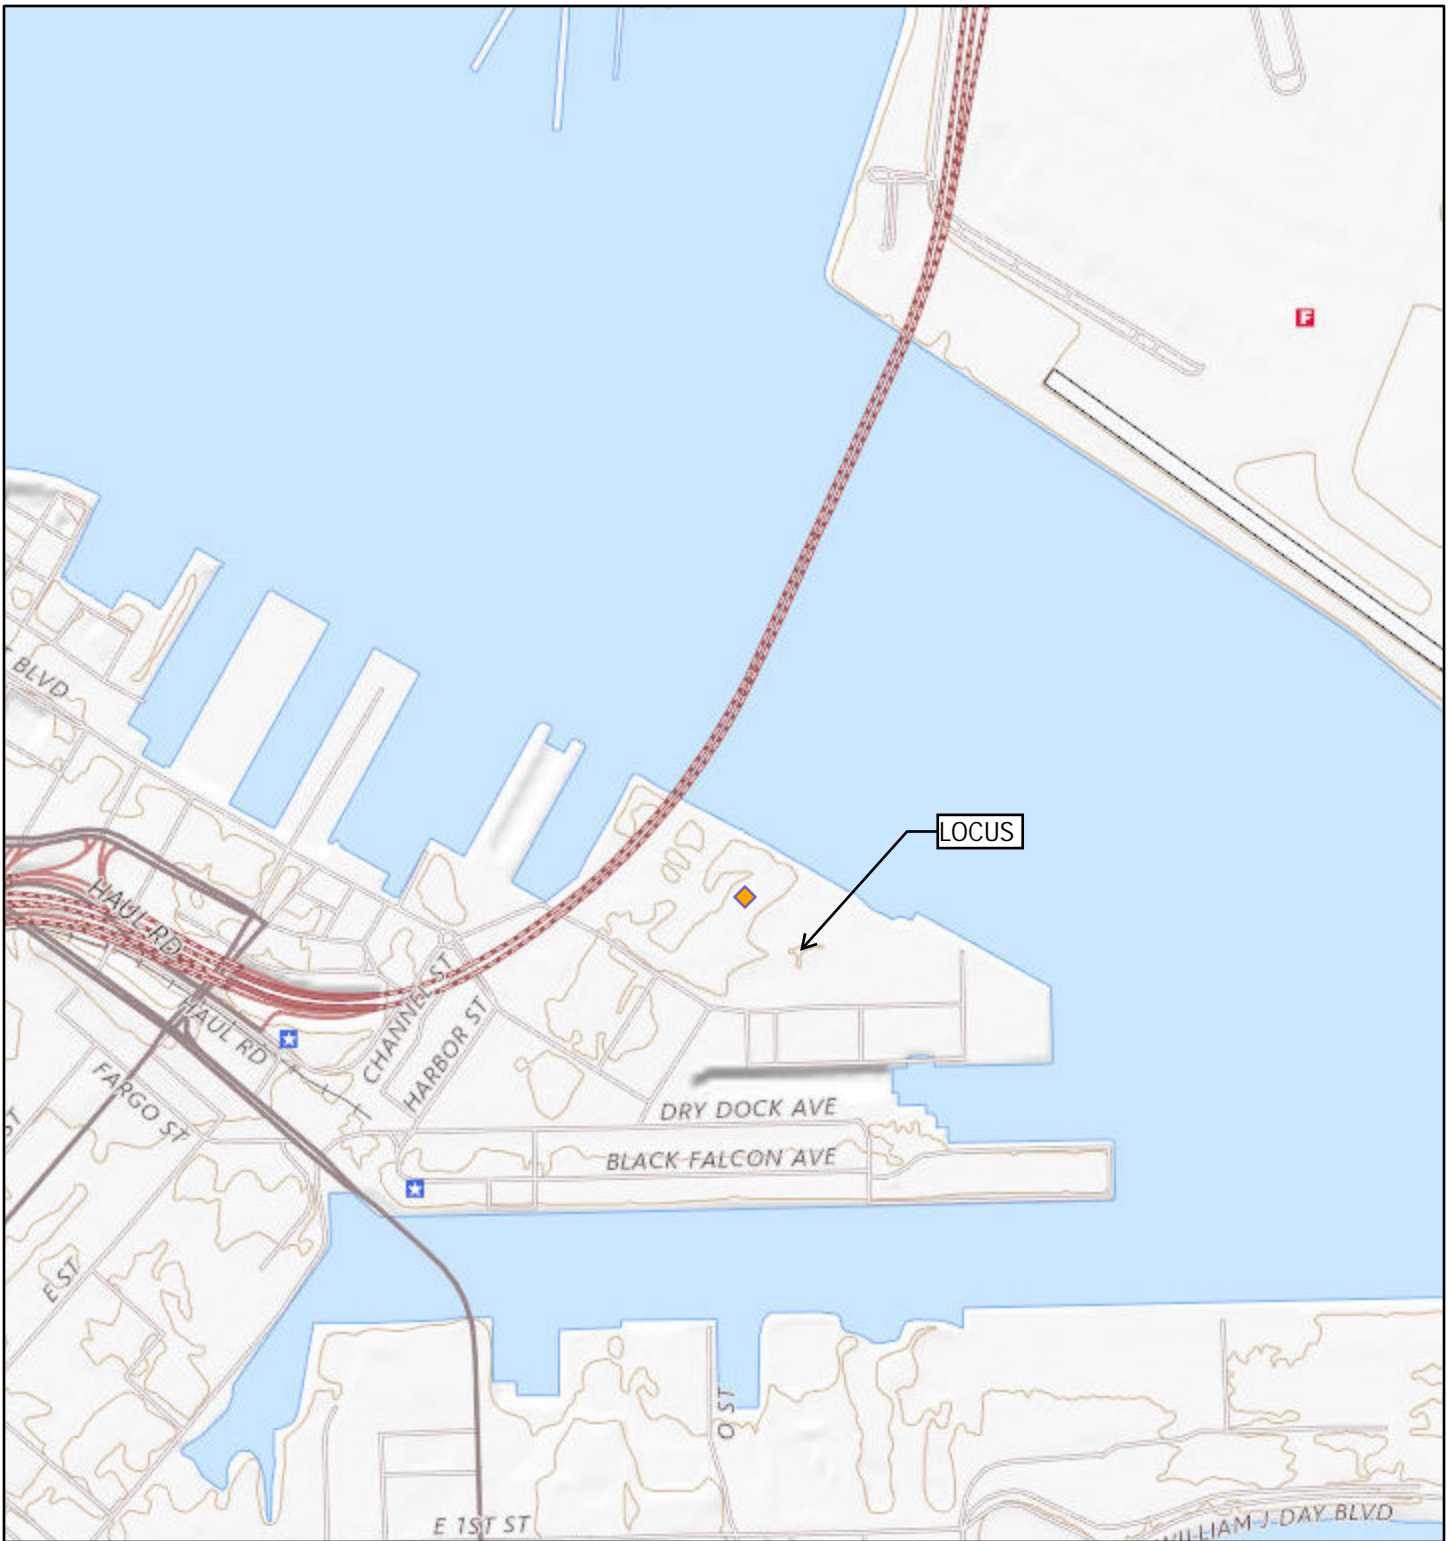 F
BLVD
LOCUS
HAUL RD
CHANNEL ST
HAUL RD
HARBOR ST
FARGO ST
ST
DRY DOCK AVE
BLACK FALCON AVE
E ST
O ST
E 1ST ST
WILLIAM J DAY BLVD